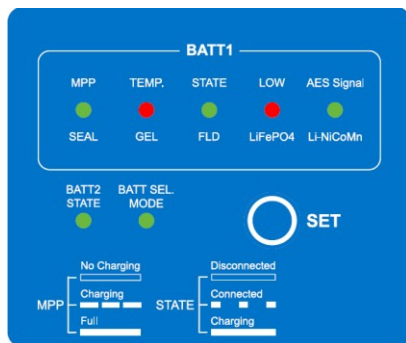 BATT1
MPP TEMP. STATE LOW AES Signal
SEAL GEL FLD LiFePO4 Li-NiCoMn
BATT2 BATT SEL.
STATE MODE
SET
No Charging Disconnected
MPP Charging STATE Connected
Full Charging